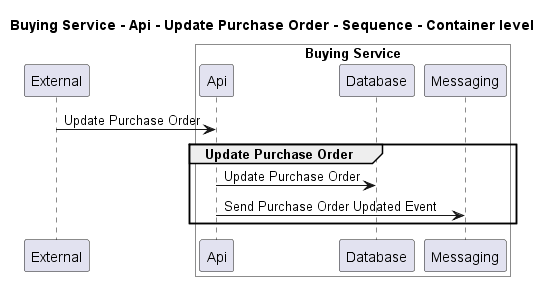 Buying Service - Api - Update Purchase Order - Sequence - Container level
Buying Service
External Api Database Messaging
Update Purchase Order
Update Purchase Order
Update Purchase Order
Send Purchase Order Updated Event
External Api Database Messaging